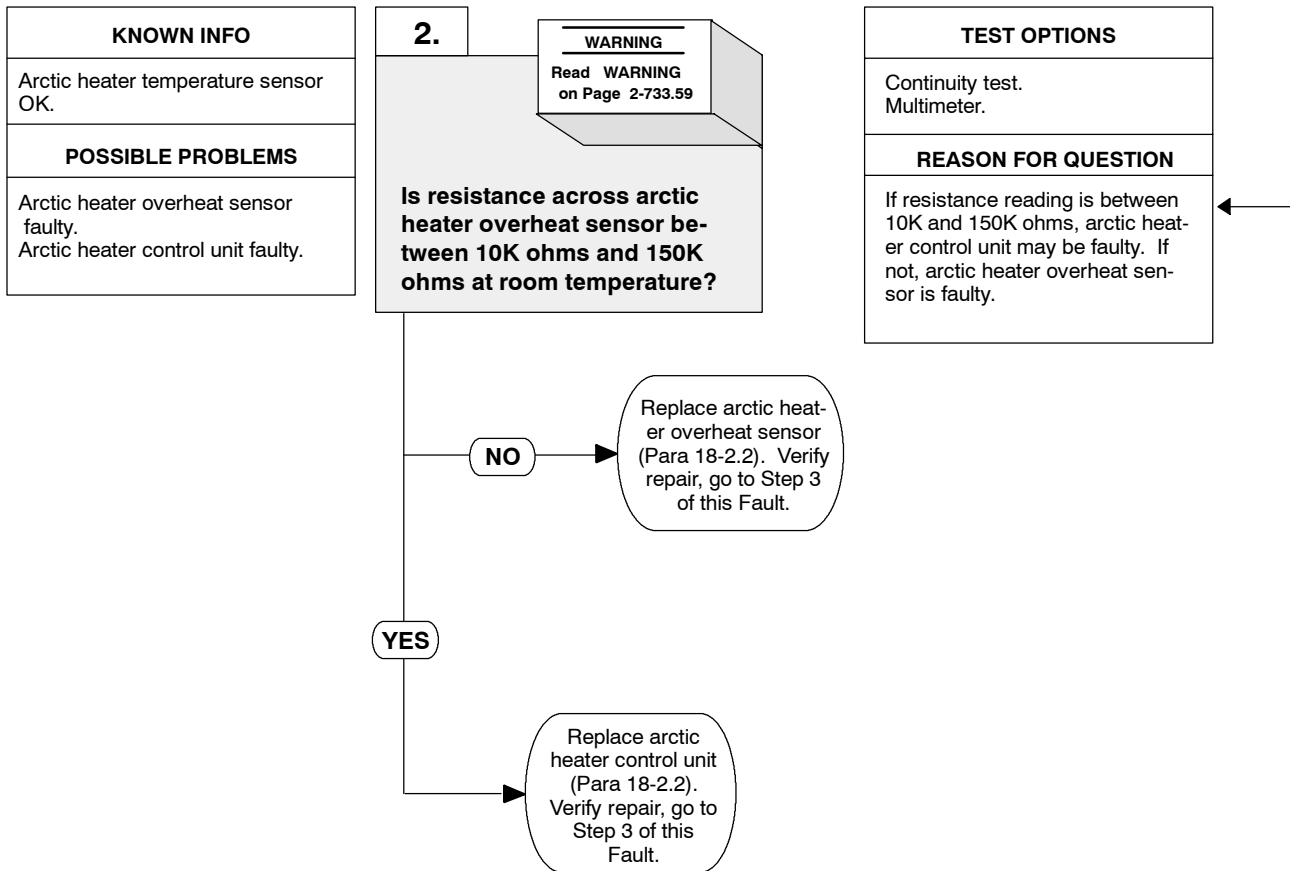 KNOWN INFO
Arctic heater temperature sensor
OK.
POSSIBLE PROBLEMS
Arctic heater overheat sensor
faulty.
Arctic heater control unit faulty.
2.
WARNING
Read WARNING
on Page 2-733.59
Is resistance across arctic
heater overheat sensor be-
tween 10K ohms and 150K
ohms at room temperature?
TEST OPTIONS
Continuity test.
Multimeter.
REASON FOR QUESTION
If resistance reading is between
10K and 150K ohms, arctic heat-
er control unit may be faulty. If
not, arctic heater overheat sen-
sor is faulty.
NO
Replace arctic heat-
er overheat sensor
(Para 18-2.2). Verify
repair, go to Step 3
of this Fault.
YES
Replace arctic
heater control unit
(Para 18-2.2).
Verify repair, go to
Step 3 of this
Fault.